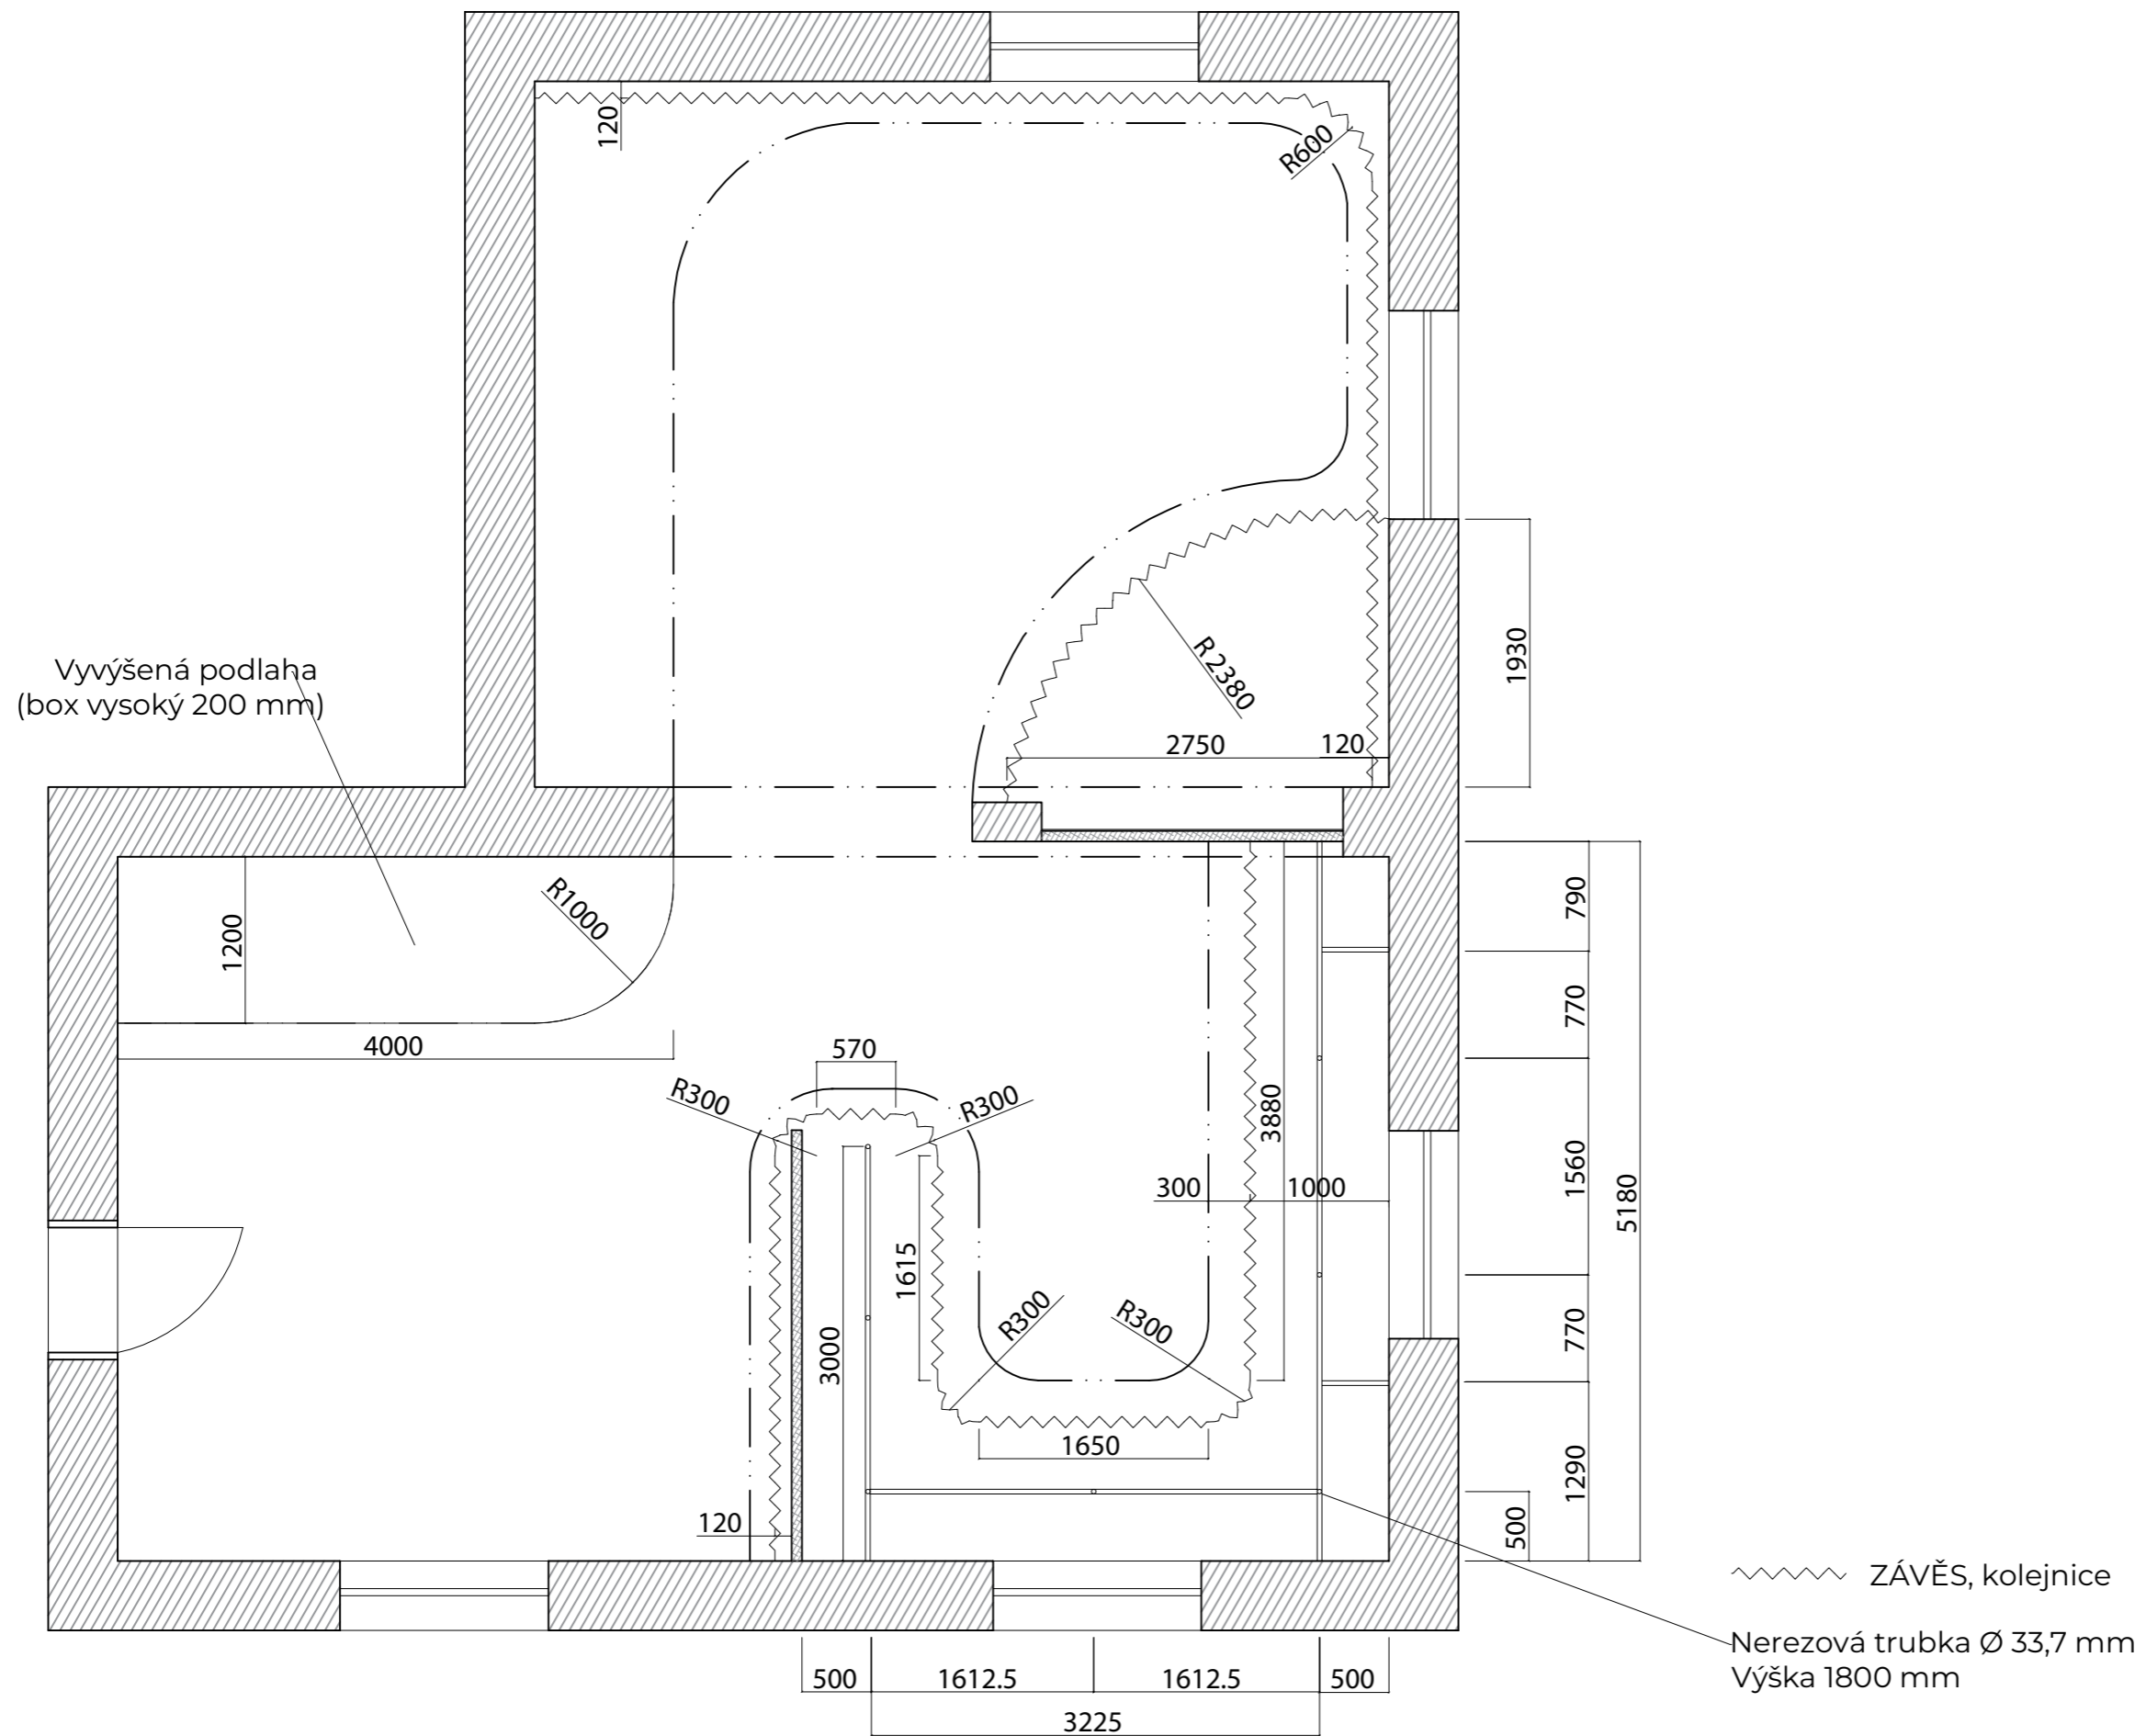 120
R600
Vyvýšená podlaha
(box vysoký 200 mm)
R2380
1930
2750
120
1200
R1000
4000
790
770
570
R300
R300
3880
1560
5180
300
1000
1615
R300
R300
3000
770
1650
1290
120
500
ZÁVĚS, kolejnice
Nerezová trubka Ø 33,7 mm
Výška 1800 mm
500
1612.5
1612.5
500
3225